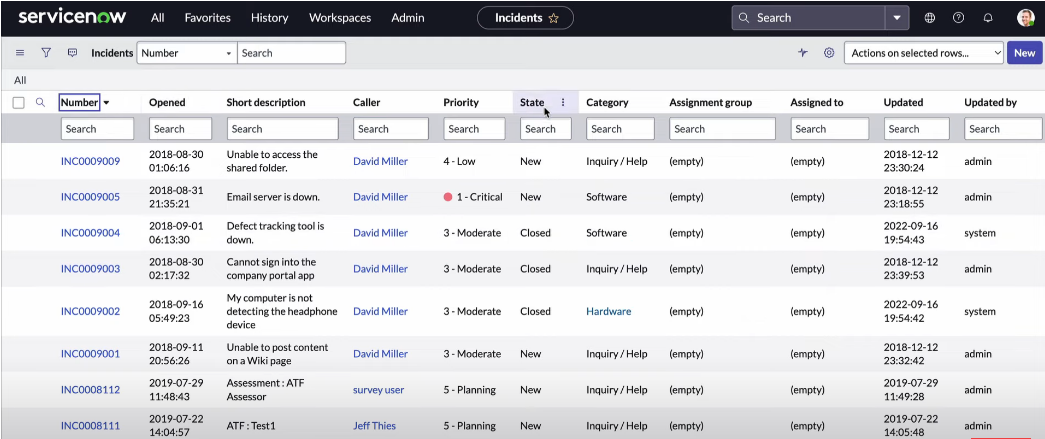 servicenow All Favorites History Workspaces Admin Incidents Search
Incidents Number Search Actions on selected rows... New
All
Number Opened Short description Caller Priority State Category Assignment group Assigned to Updated Updated by
Search Search Search Search Search Search Search Search Search Search Search
INC0009009 2018-08-30 01:06:16 Unable to access the shared folder. David Miller 4 - Low New Inquiry / Help (empty) (empty) 2018-12-12 23:30:24 admin
INC0009005 2018-08-31 21:35:21 Email server is down. David Miller 1 - Critical New Software (empty) (empty) 2018-12-12 23:18:55 admin
INC0009004 2018-09-01 06:13:30 Defect tracking tool is down. David Miller 3 - Moderate Closed Software (empty) (empty) 2022-09-16 19:54:43 system
INC0009003 2018-08-30 02:17:32 Cannot sign into the company portal app David Miller 3 - Moderate Closed Inquiry / Help (empty) (empty) 2018-12-12 23:39:53 admin
INC0009002 2018-09-16 05:49:23 My computer is not detecting the headphone device David Miller 3 - Moderate Closed Hardware (empty) (empty) 2022-09-16 19:54:42 system
INC0009001 2018-09-11 20:56:26 Unable to post content on a Wiki page David Miller 3 - Moderate New Inquiry / Help (empty) (empty) 2018-12-12 23:32:42 admin
INC0008112 2019-07-29 11:48:43 Assessment : ATF Assessor survey user 5 - Planning New Inquiry / Help (empty) (empty) 2019-07-29 11:49:28 admin
INC0008111 2019-07-22 14:04:57 ATF : Test1 Jeff Thies 5 - Planning New Inquiry / Help (empty) (empty) 2019-07-22 14:05:48 admin